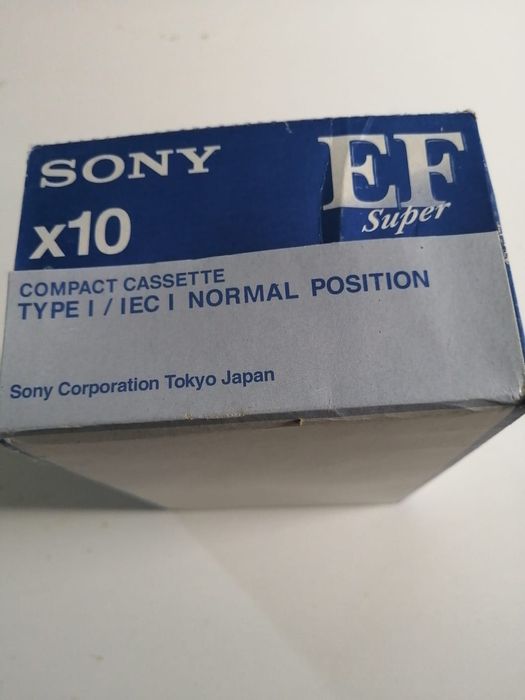 SONY
EF
Super
x10
COMPACT CASSETTE
TYPE I / IEC I NORMAL POSITION
Sony Corporation Tokyo Japan